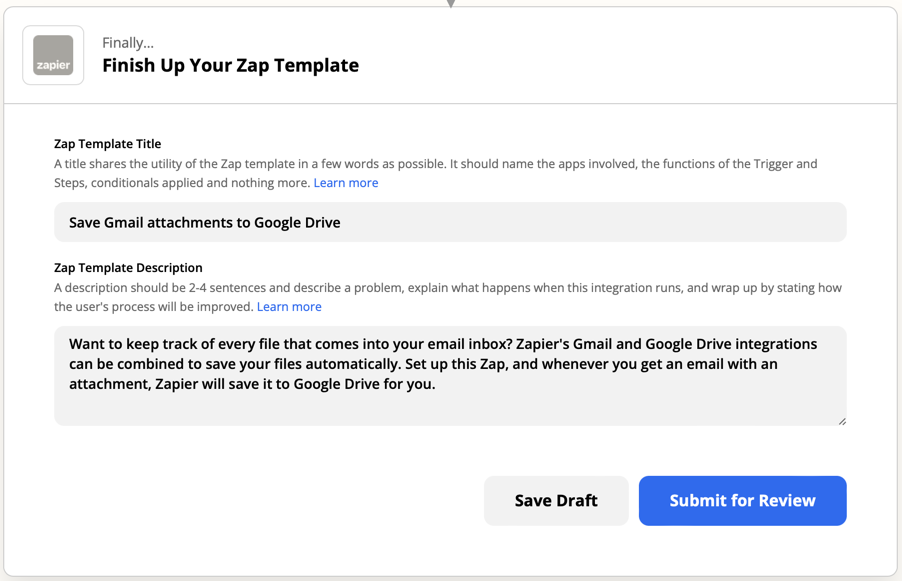 zapier
Finally...
Finish Up Your Zap Template
Zap Template Title
A title shares the utility of the Zap template in a few words as possible. It should name the apps involved, the functions of the Trigger and
Steps, conditionals applied and nothing more. Learn more
Save Gmail attachments to Google Drive
Zap Template Description
A description should be 2-4 sentences and describe a problem, explain what happens when this integration runs, and wrap up by stating how
the user's process will be improved. Learn more
Want to keep track of every file that comes into your email inbox? Zapier's Gmail and Google Drive integrations
can be combined to save your files automatically. Set up this Zap, and whenever you get an email with an
attachment, Zapier will save it to Google Drive for you.
Save Draft
Submit for Review